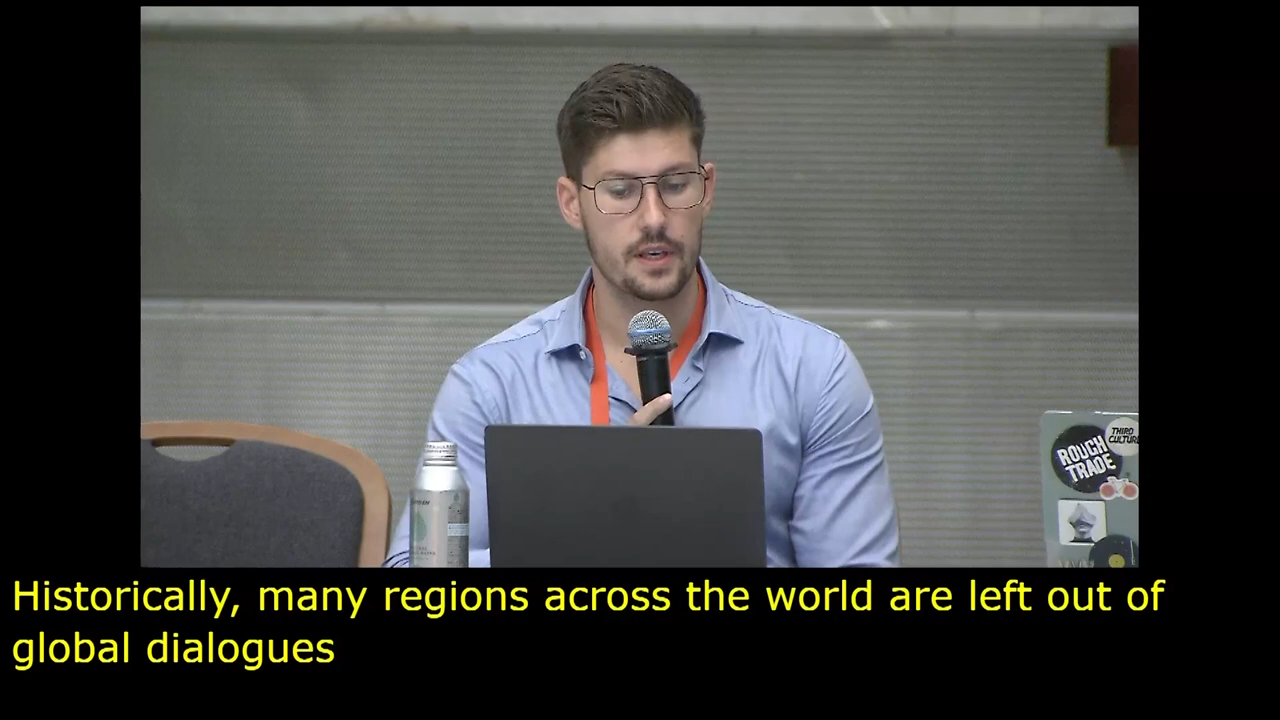 THIRD
CULTURE
ROUGH
TRADE
Historically, many regions across the world are left out of
global dialogues